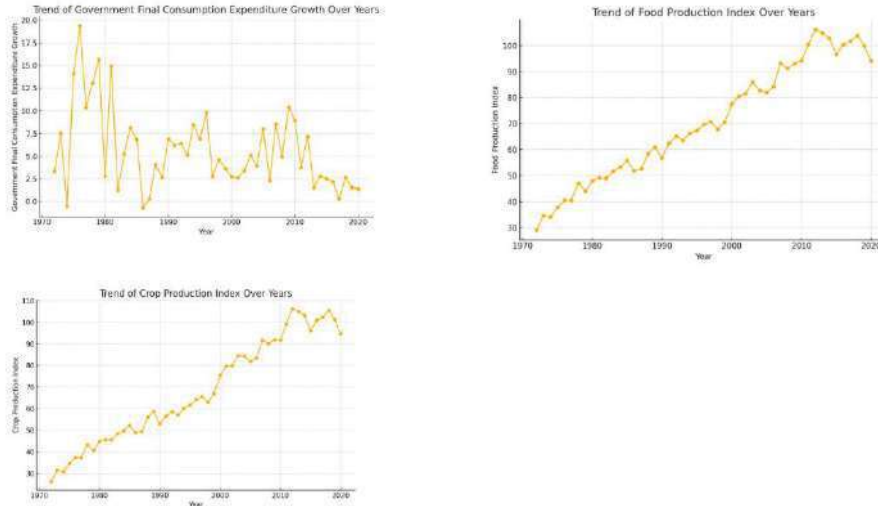 Trend of Government Final Consumption Expenditure Growth Over Years
Government Final Consumption Expenditure Growth
20.0
17.5
15.0
12.5
10.0
7.5
5.0
2.5
0.0
1970 1980 1990 2000 2010 2020
Year
Trend of Food Production Index Over Years
Food Production Index
100
90
80
70
60
50
40
30
1970 1980 1990 2000 2010 2020
Year
Trend of Crop Production Index Over Years
Crop Production Index
110
100
90
80
70
60
50
40
30
1970 1980 1990 2000 2010 2020
Year